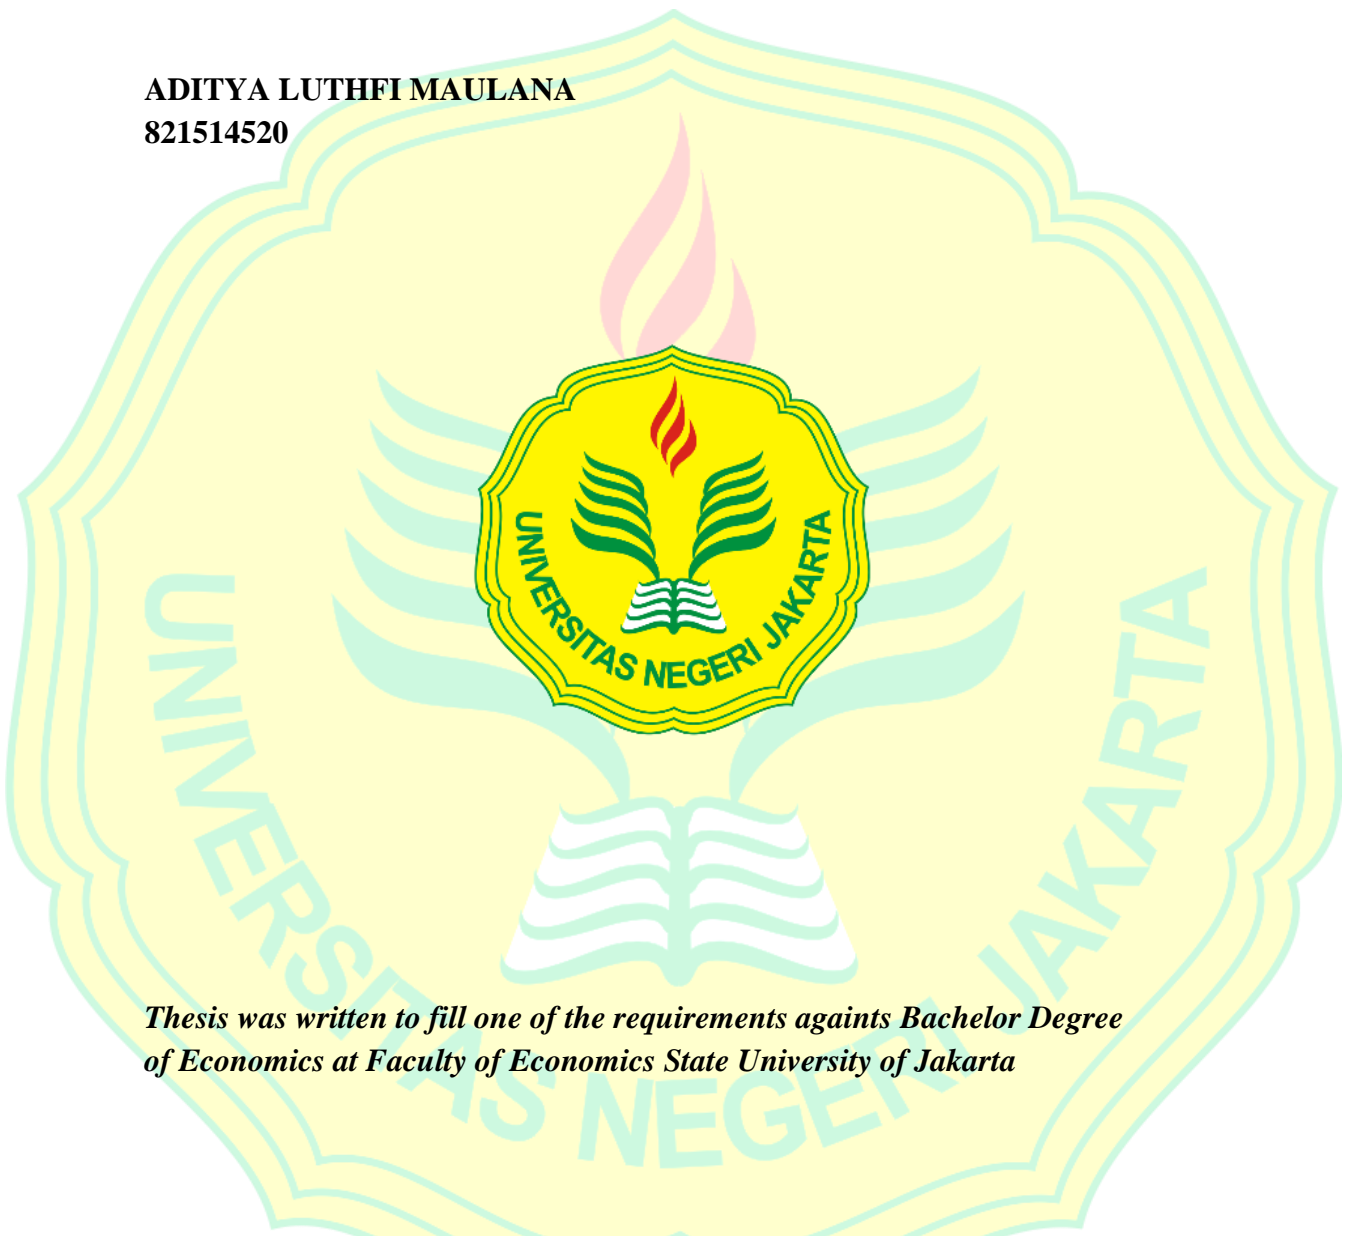 ADITYA LUTHFI MAULANA
821514520
UNIVERSITAS NEGERI JAKARTA
UNIVERSITAS NEGERI JAKARTA
Thesis was written to fill one of the requirements againts Bachelor Degree
of Economics at Faculty of Economics State University of Jakarta